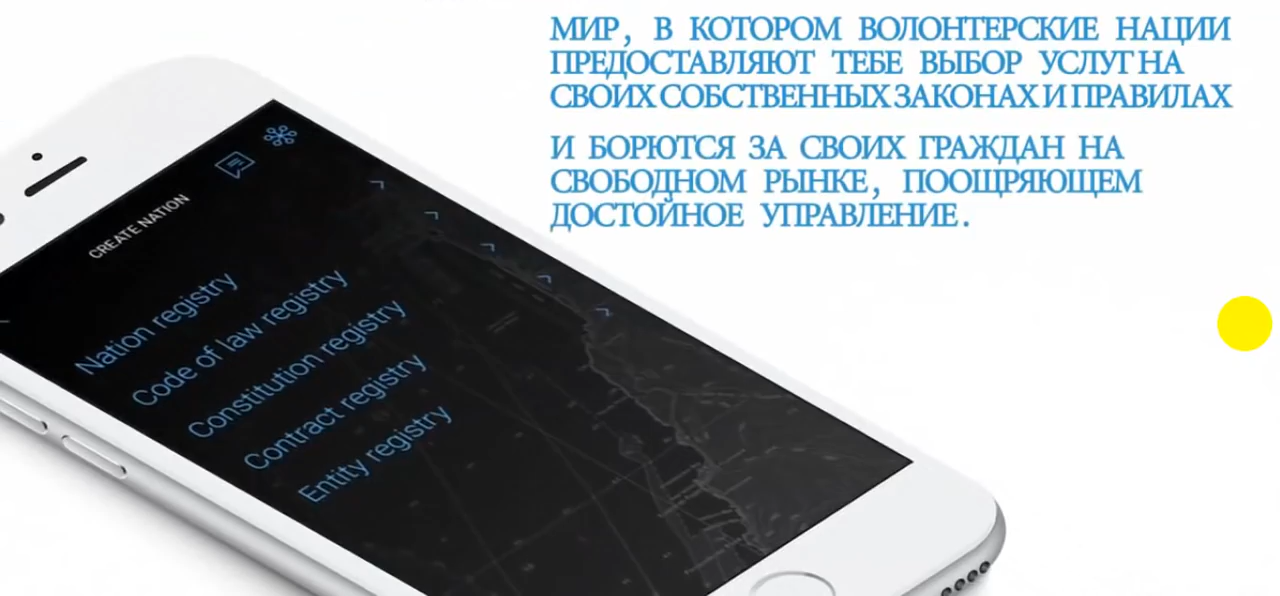 МИР, В КОТОРОМ ВОЛОНТЕРСКИЕ НАЦИИ
ПРЕДОСТАВЛЯЮТ ТЕБЕ ВЫБОР УСЛУГ НА
СВОИХ СОБСТВЕННЫХ ЗАКОНАХ И ПРАВИЛАХ
И БОРЮТСЯ ЗА СВОИХ ГРАЖДАН НА
СВОБОДНОМ РЫНКЕ, ПООЩРЯЮЩЕМ
ДОСТОЙНОЕ УПРАВЛЕНИЕ.
CREATE NATION
Nation registry
Code of law registry
Constitution registry
Contract registry
Entity registry